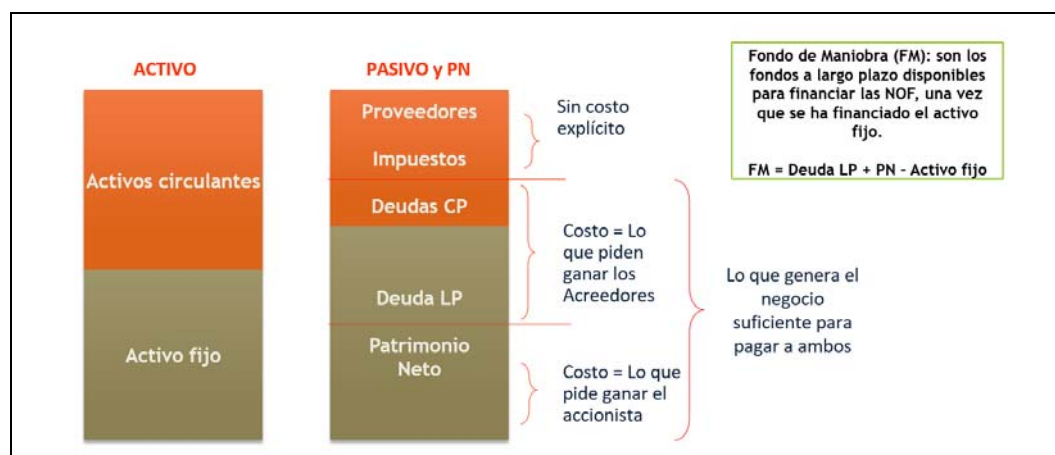 ACTIVO
Activos circulantes
Activo fijo
PASIVO y PN
Proveedores
Impuestos
Deudas CP
Deuda LP
Patrimonio
Neto
Sin costo
explícito
Costo = Lo
que piden
ganar los
Acreedores
Costo = Lo que
pide ganar el
accionista
Lo que genera el
negocio
suficiente para
pagar a ambos
Fondo de Maniobra (FM): son los
fondos a largo plazo disponibles
para financiar las NOF, una vez
que se ha financiado el activo
fijo.
FM = Deuda LP + PN - Activo fijo